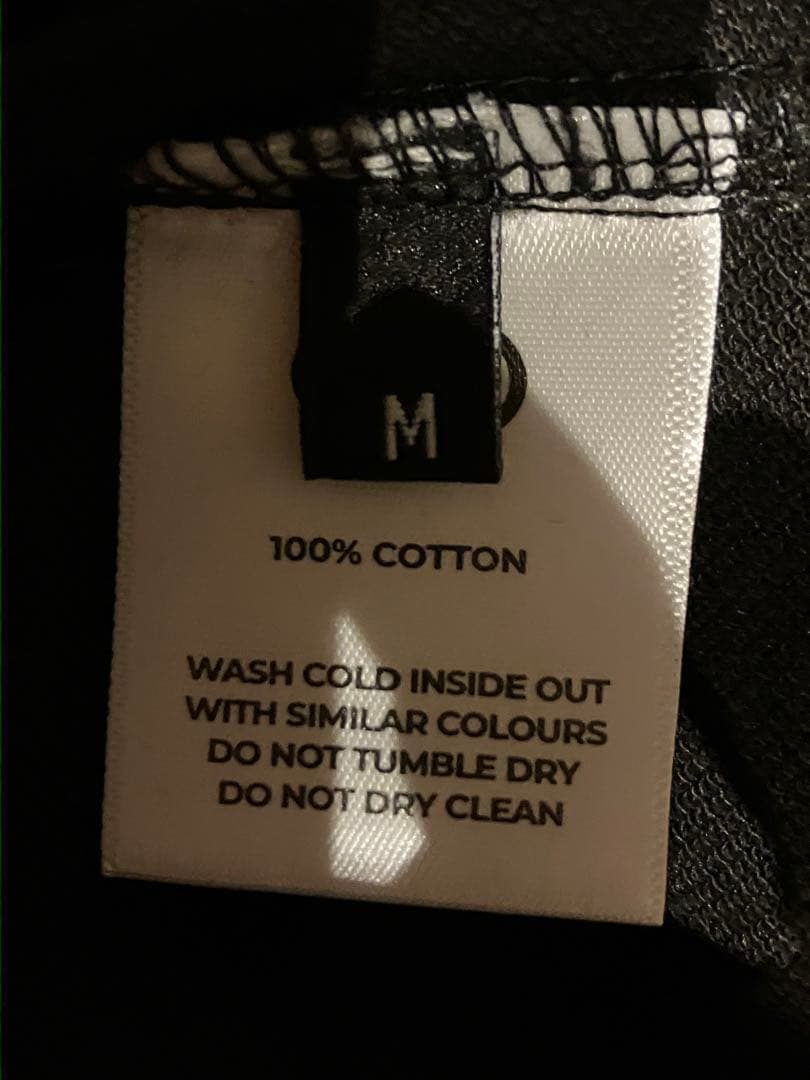 M
100% COTTON
WASH COLD INSIDE OUT
WITH SIMILAR COLOURS
DO NOT TUMBLE DRY
DO NOT DRY CLEAN